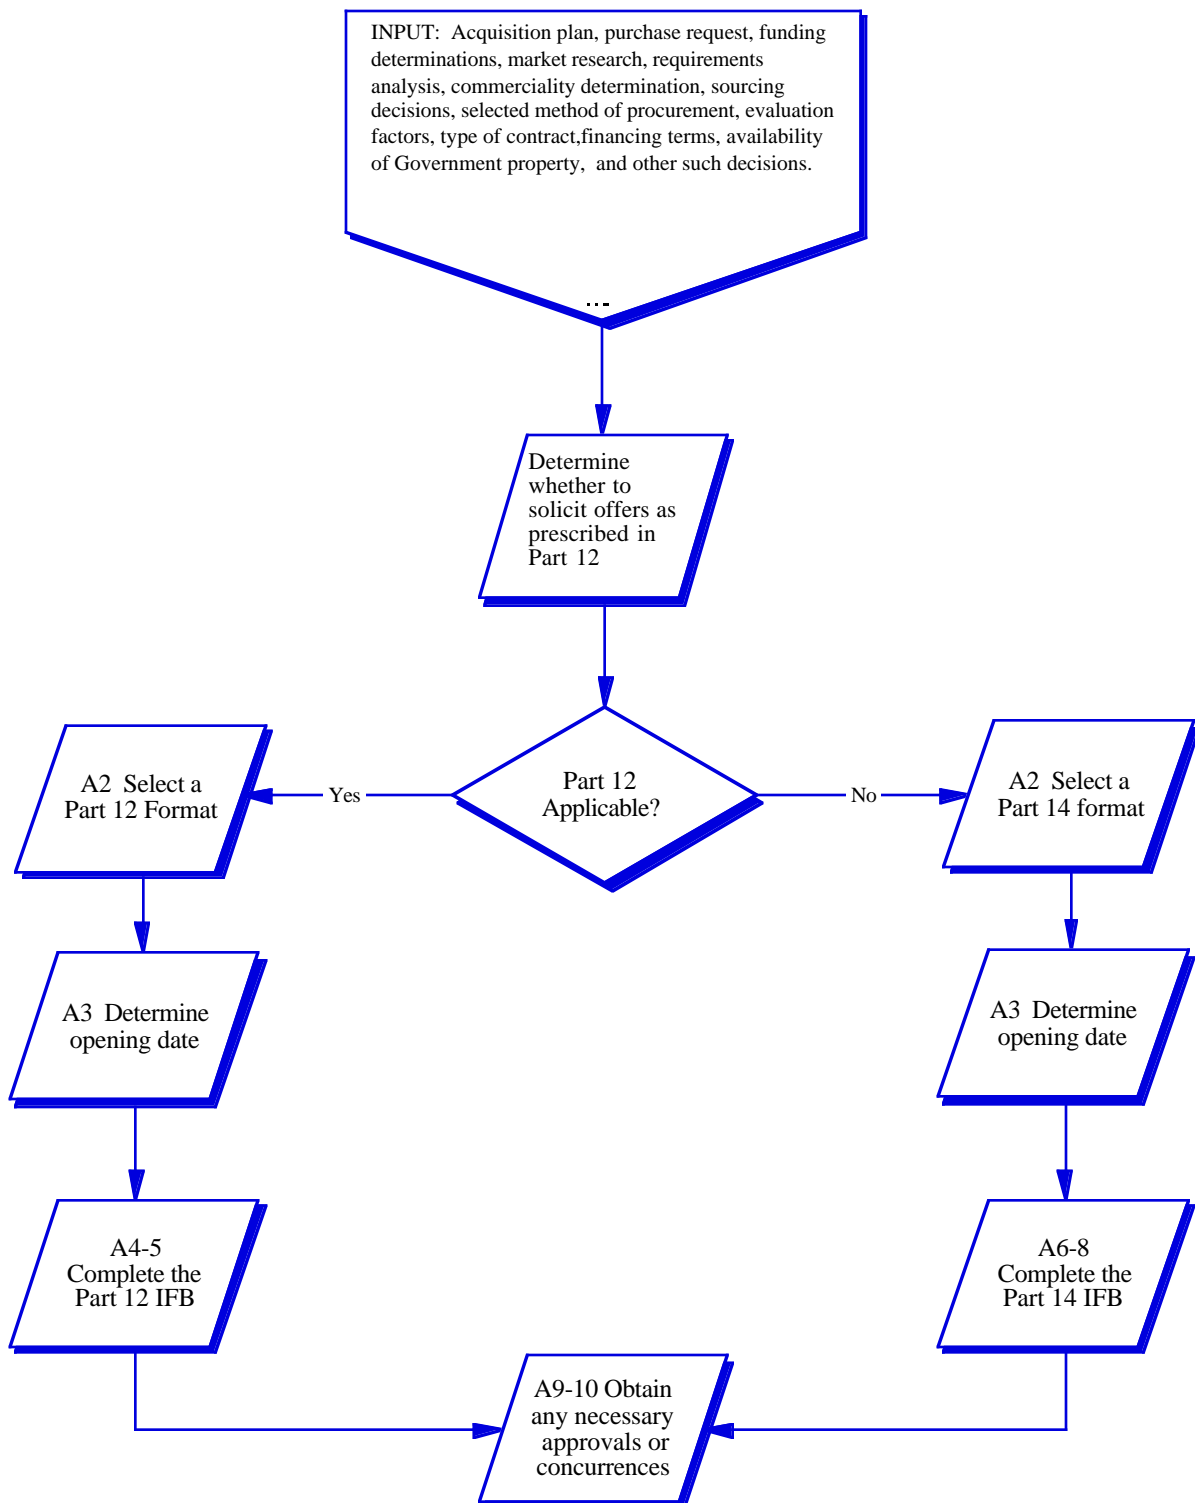 INPUT: Acquisition plan, purchase request, funding
determinations, market research, requirements
analysis, commerciality determination, sourcing
decisions, selected method of procurement, evaluation
factors, type of contract,financing terms, availability
of Government property, and other such decisions.
...
Determine
whether to
solicit offers as
prescribed in
Part 12
Part 12
Applicable?
Yes
No
A2 Select a
Part 12 Format
A2 Select a
Part 14 format
A3 Determine
opening date
A3 Determine
opening date
A4-5
Complete the
Part 12 IFB
A6-8
Complete the
Part 14 IFB
A9-10 Obtain
any necessary
approvals or
concurrences